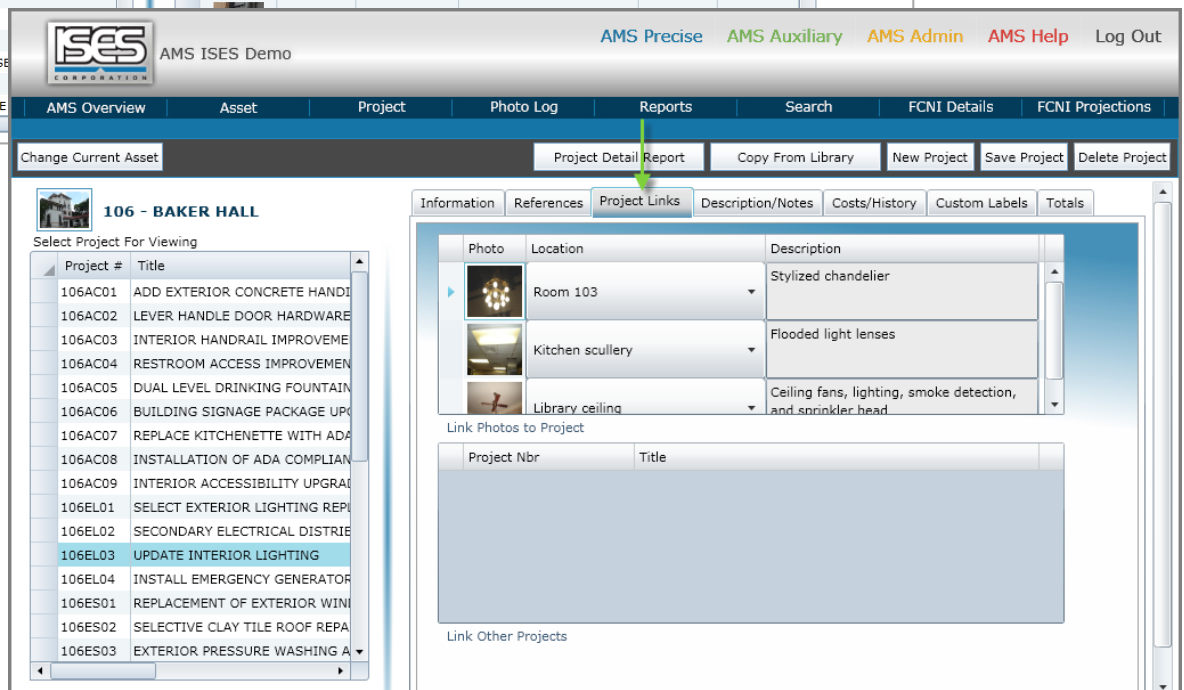 SE
E
ISES
CORPORATION
AMS ISES Demo
AMS Precise AMS Auxiliary AMS Admin AMS Help Log Out
AMS Overview Asset Project Photo Log Reports Search FCNI Details FCNI Projections
Change Current Asset Project Detail Report Copy From Library New Project Save Project Delete Project
106 - BAKER HALL
Select Project For Viewing
Project # Title
106AC01 ADD EXTERIOR CONCRETE HANDI
106AC02 LEVER HANDLE DOOR HARDWARE
106AC03 INTERIOR HANDRAIL IMPROVEME
106AC04 RESTROOM ACCESS IMPROVEMEN
106AC05 DUAL LEVEL DRINKING FOUNTAIN
106AC06 BUILDING SIGNAGE PACKAGE UPG
106AC07 REPLACE KITCHENETTE WITH ADA
106AC08 INSTALLATION OF ADA COMPLIAN
106AC09 INTERIOR ACCESSIBILITY UPGRAD
106EL01 SELECT EXTERIOR LIGHTING REPL
106EL02 SECONDARY ELECTRICAL DISTRIB
106EL03 UPDATE INTERIOR LIGHTING
106EL04 INSTALL EMERGENCY GENERATOR
106ES01 REPLACEMENT OF EXTERIOR WIN
106ES02 SELECTIVE CLAY TILE ROOF REPA
106ES03 EXTERIOR PRESSURE WASHING A
Information References Project Links Description/Notes Costs/History Custom Labels Totals
Photo Location Description
Room 103 Stylized chandelier
Kitchen scullery Flooded light lenses
Library ceiling Ceiling fans, lighting, smoke detection,
and sprinkler head
Link Photos to Project
Project Nbr Title
Link Other Projects